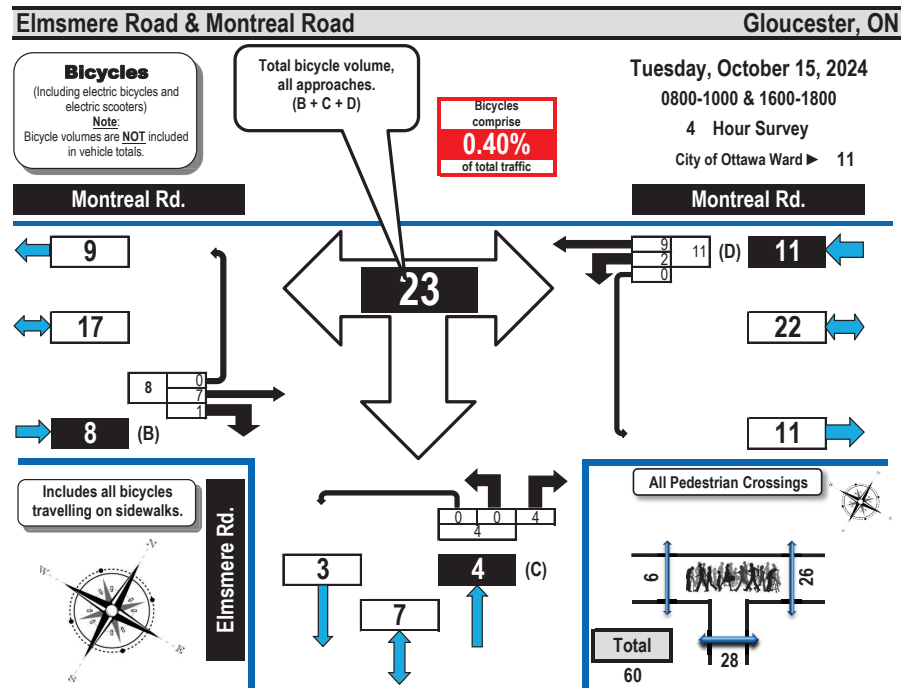 Elmsmere Road & Montreal Road
Gloucester, ON
Bicycles
(Including electric bicycles and
electric scooters)
Note:
Bicycle volumes are NOT included
in vehicle totals.
Total bicycle volume,
all approaches.
(B + C + D)
Bicycles
comprise
0.40%
of total traffic
Tuesday, October 15, 2024
0800-1000 & 1600-1800
4 Hour Survey
City of Ottawa Ward ► 11
Montreal Rd.
Montreal Rd.
9
23
9
2
0
11
(D)
11
17
22
8
0
7
1
8
(B)
11
Includes all bicycles
travelling on sidewalks.
N
W
E
S
Elmsmere Rd.
0
0
4
4
3
4
(C)
7
All Pedestrian Crossings
6
26
28
Total
60